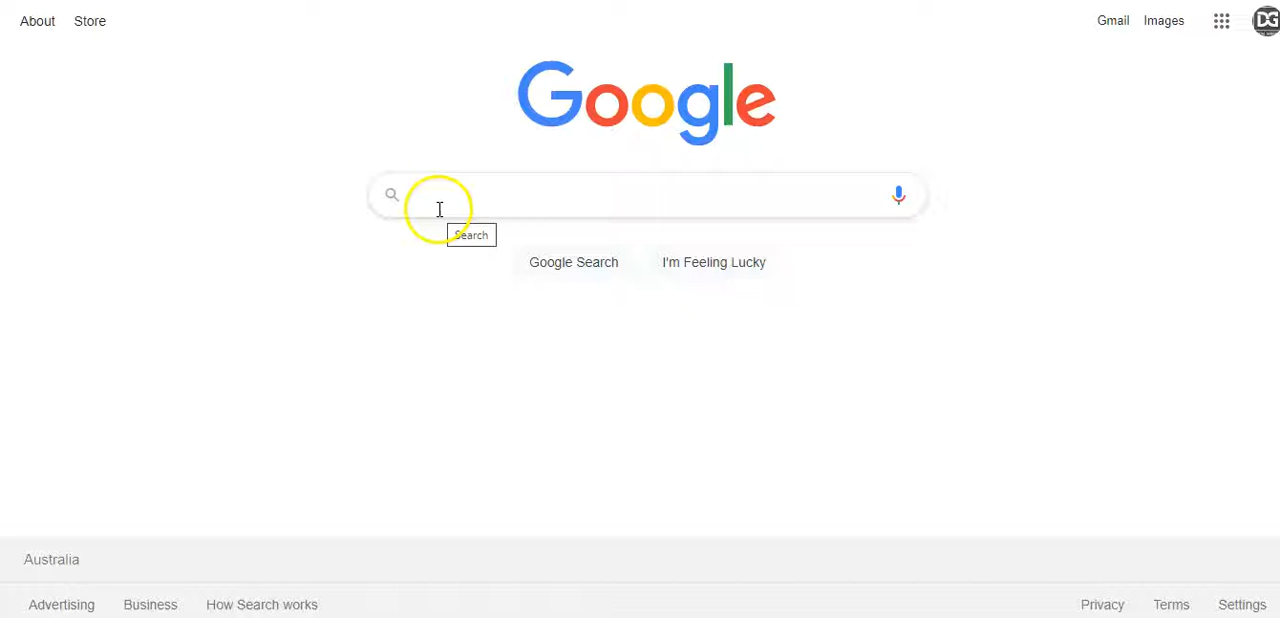 About Store
Gmail Images
DG
Google
Search
Google Search I'm Feeling Lucky
Australia
Advertising Business How Search works
Privacy Terms Settings